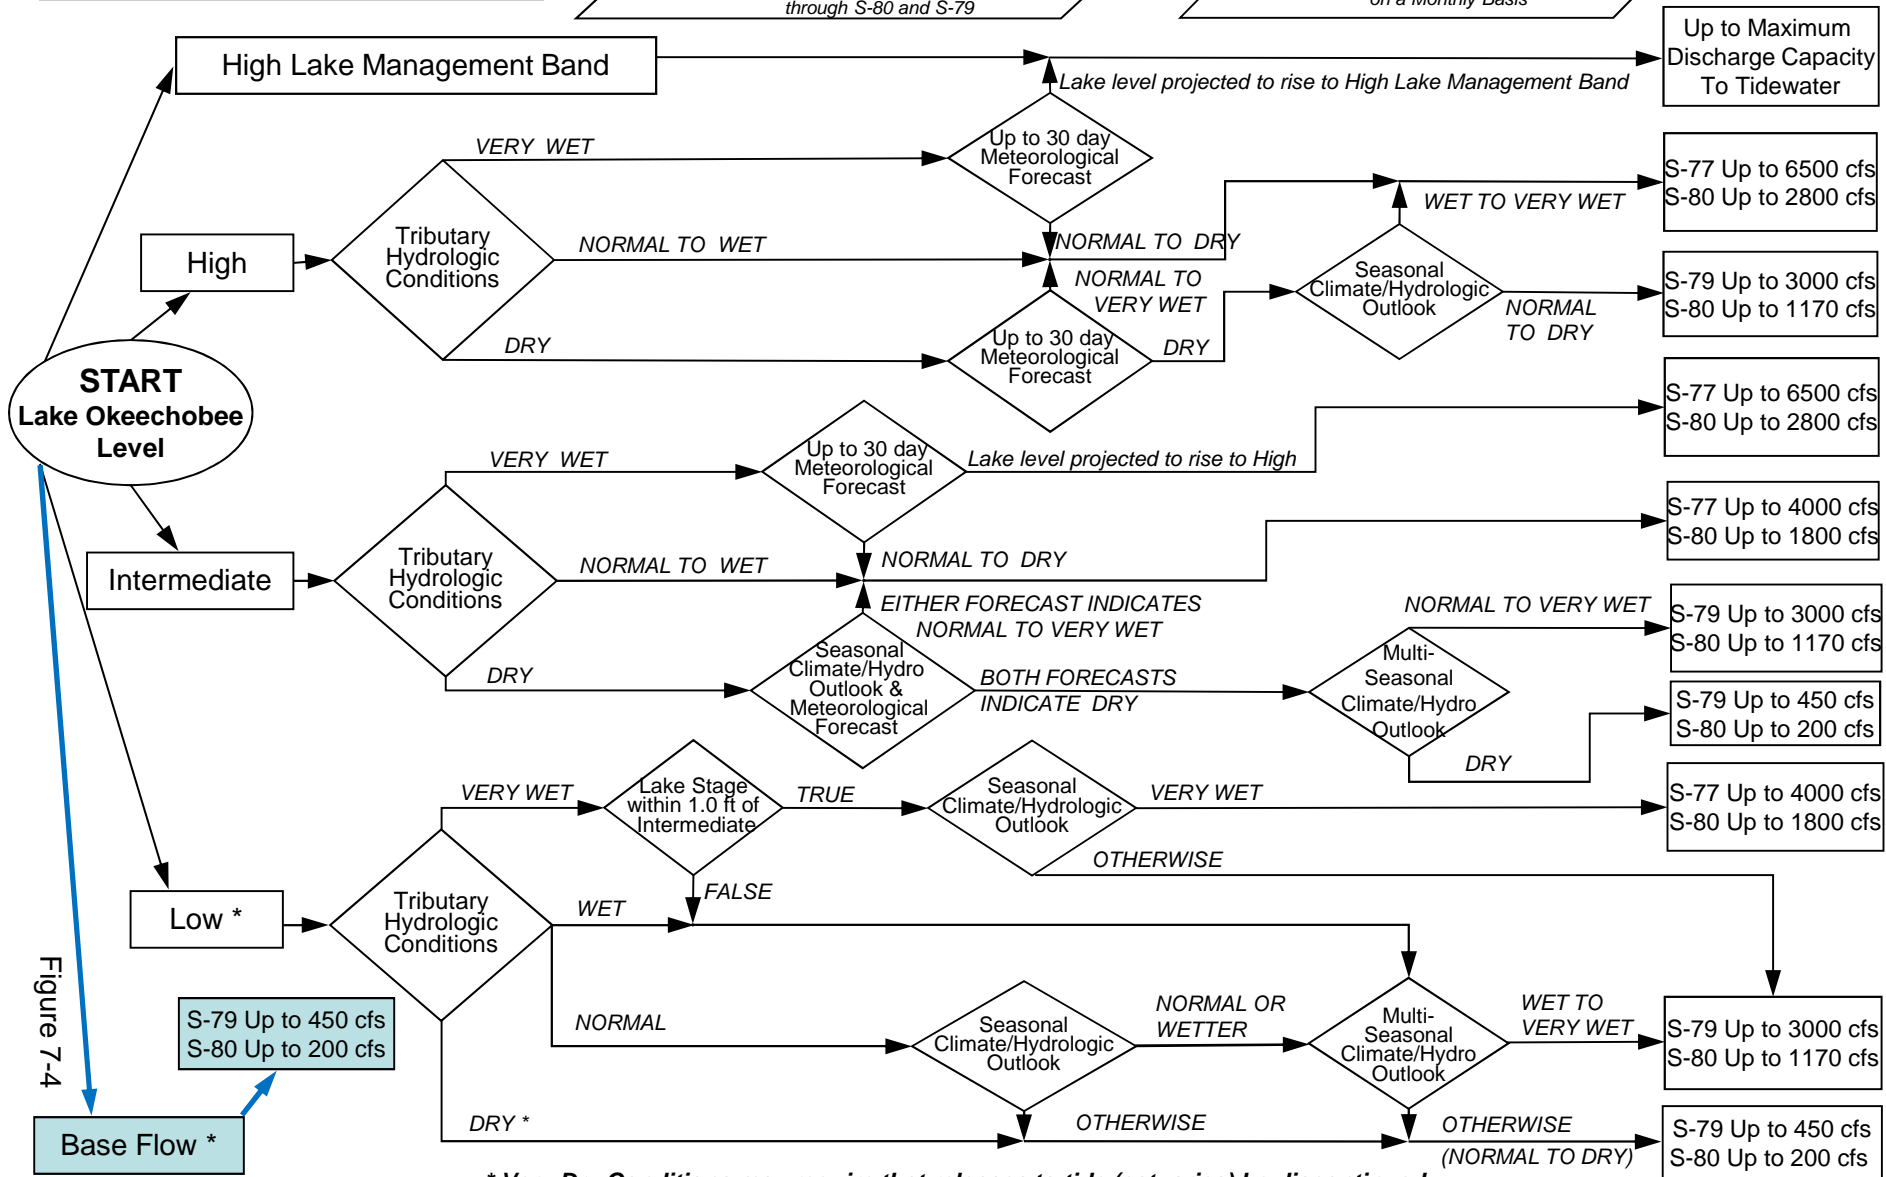 through S-80 and S-79
on a Monthly Basis
High Lake Management Band
Lake level projected to rise to High Lake Management Band
Up to Maximum
Discharge Capacity
To Tidewater
VERY WET
Up to 30 day
Meteorological
Forecast
S-77 Up to 6500 cfs
S-80 Up to 2800 cfs
WET TO VERY WET
High
Tributary
Hydrologic
Conditions
NORMAL TO WET
NORMAL TO DRY
NORMAL TO
VERY WET
Seasonal
Climate/Hydrologic
Outlook
NORMAL
TO DRY
S-79 Up to 3000 cfs
S-80 Up to 1170 cfs
DRY
Up to 30 day
Meteorological
Forecast
DRY
START
Lake Okeechobee
Level
S-77 Up to 6500 cfs
S-80 Up to 2800 cfs
VERY WET
Up to 30 day
Meteorological
Forecast
Lake level projected to rise to High
S-77 Up to 4000 cfs
S-80 Up to 1800 cfs
Intermediate
Tributary
Hydrologic
Conditions
NORMAL TO WET
NORMAL TO DRY
EITHER FORECAST INDICATES
NORMAL TO VERY WET
NORMAL TO VERY WET
S-79 Up to 3000 cfs
S-80 Up to 1170 cfs
DRY
Seasonal
Climate/Hydro
Outlook &
Meteorological
Forecast
BOTH FORECASTS
INDICATE DRY
Multi-
Seasonal
Climate/Hydro
Outlook
DRY
S-79 Up to 450 cfs
S-80 Up to 200 cfs
VERY WET
Lake Stage
within 1.0 ft of
Intermediate
TRUE
Seasonal
Climate/Hydrologic
Outlook
VERY WET
S-77 Up to 4000 cfs
S-80 Up to 1800 cfs
OTHERWISE
FALSE
Low *
Tributary
Hydrologic
Conditions
WET
NORMAL
Seasonal
Climate/Hydrologic
Outlook
NORMAL OR
WETTER
Multi-
Seasonal
Climate/Hydro
Outlook
WET TO
VERY WET
S-79 Up to 3000 cfs
S-80 Up to 1170 cfs
Figure 7-4
S-79 Up to 450 cfs
S-80 Up to 200 cfs
Base Flow *
DRY *
OTHERWISE
OTHERWISE
(NORMAL TO DRY)
S-79 Up to 450 cfs
S-80 Up to 200 cfs